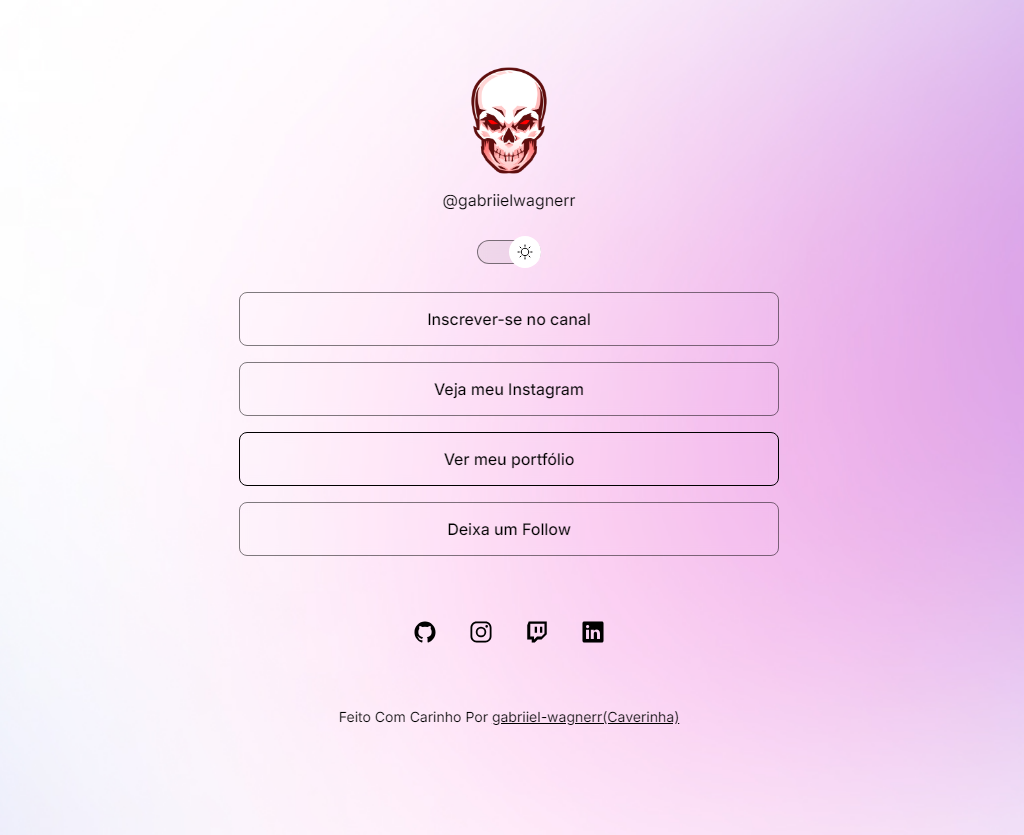 @gabriielwagnerr
Inscrever-se no canal
Veja meu Instagram
Ver meu portfólio
Deixa um Follow
Feito Com Carinho Por gabriiel-wagnerr(Caverinha)